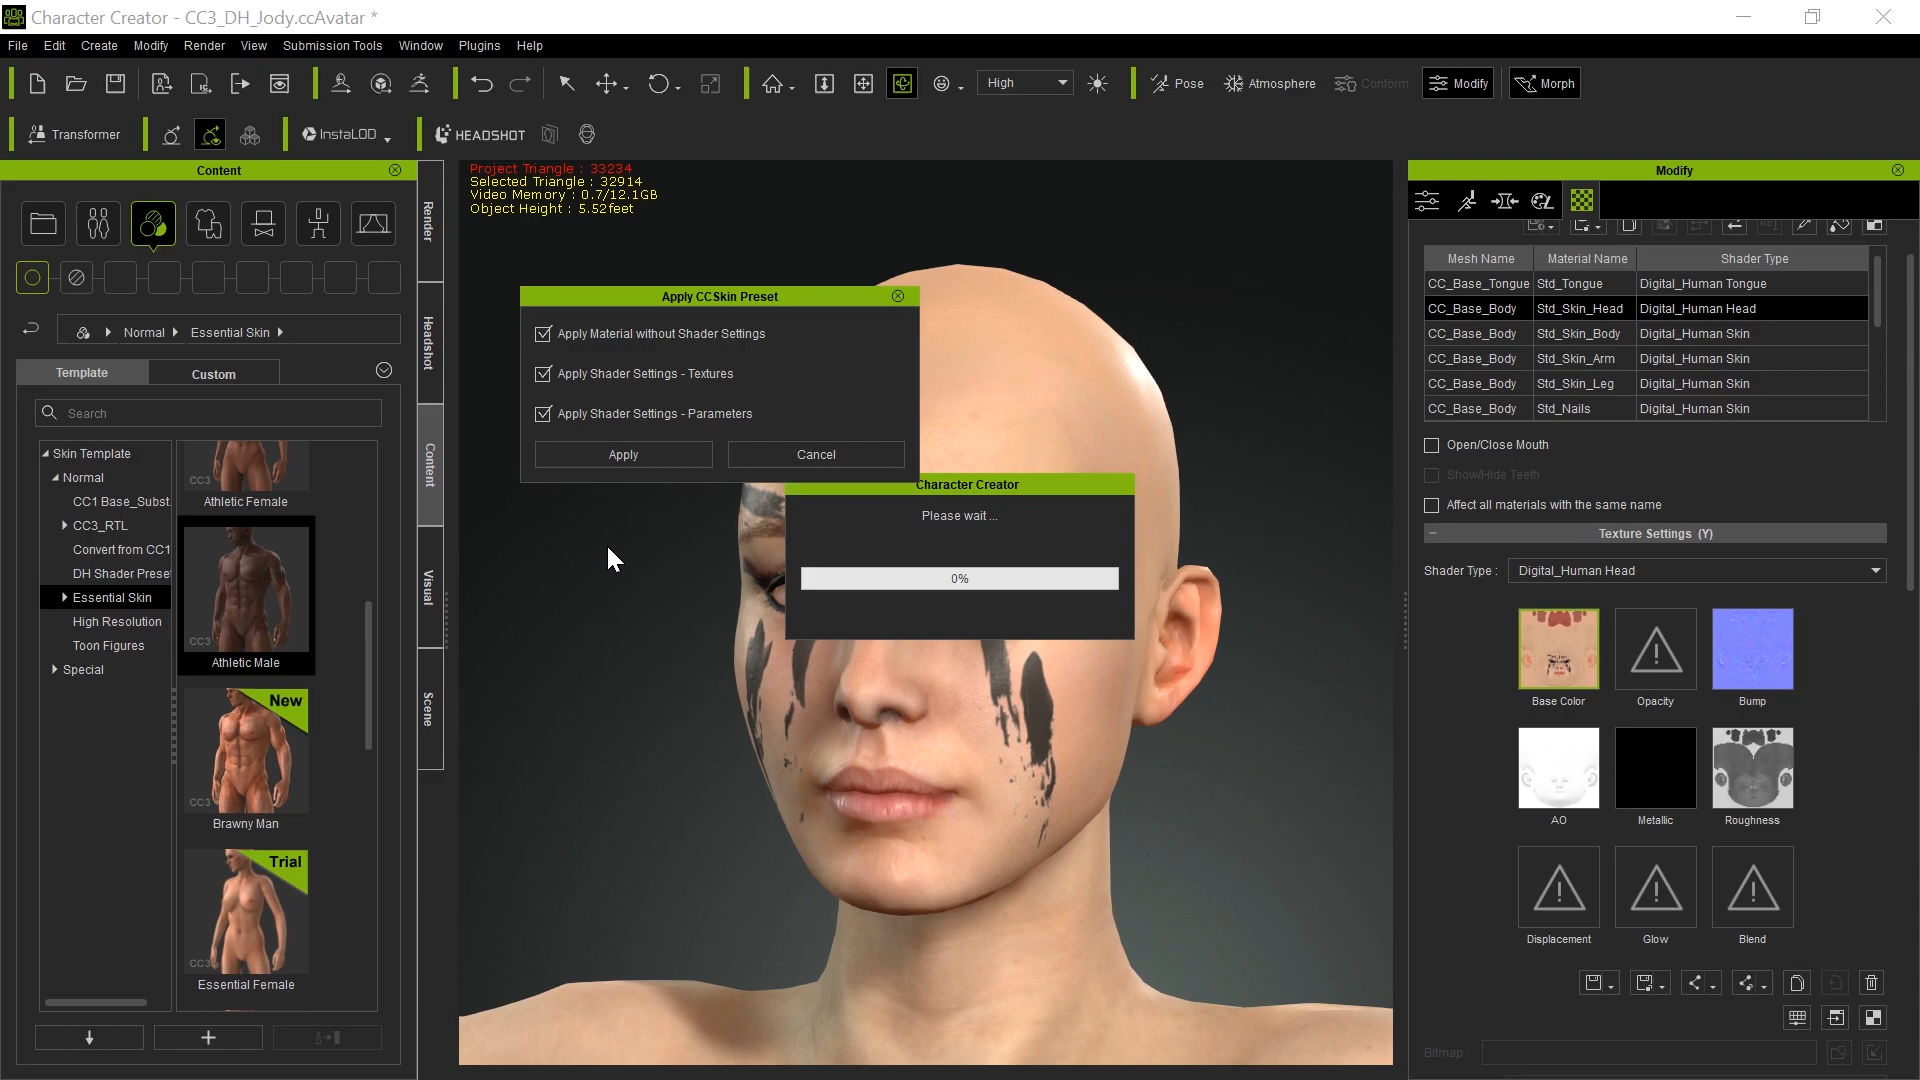 Character Creator - CC3_DH_Jody.ccAvatar *
File Edit Create Modify Render View Submission Tools Window Plugins Help
High
Pose
Atmosphere
Conform
Modify
Morph
Transformer
InstaLOD
HEADSHOT
Content
Normal
Essential Skin
Template
Custom
Search
Skin Template
Normal
CC1 Base_Subst
CC3_RTL
Convert from CC1
DH Shader Prese
Essential Skin
High Resolution
Toon Figures
Special
CC3
Athletic Female
CC3
Athletic Male
New
CC3
Brawny Man
Trial
CC3
Essential Female
Render
Headshot
Content
Visual
Scene
Project Triangle : 33234
Selected Triangle : 32914
Video Memory : 0.7/12.1GB
Object Height : 5.52feet
Apply CCSkin Preset
Apply Material without Shader Settings
Apply Shader Settings - Textures
Apply Shader Settings - Parameters
Apply
Cancel
Character Creator
Please wait ...
0%
Modify
Mesh Name Material Name Shader Type
CC_Base_Tongue Std_Tongue Digital_Human Tongue
CC_Base_Body Std_Skin_Head Digital_Human Head
CC_Base_Body Std_Skin_Body Digital_Human Skin
CC_Base_Body Std_Skin_Arm Digital_Human Skin
CC_Base_Body Std_Skin_Leg Digital_Human Skin
CC_Base_Body Std_Nails Digital_Human Skin
Open/Close Mouth
Show/Hide Teeth
Affect all materials with the same name
Texture Settings (Y)
Shader Type : Digital_Human Head
Base Color
Opacity
Bump
AO
Metallic
Roughness
Displacement
Glow
Blend
Bitmap :